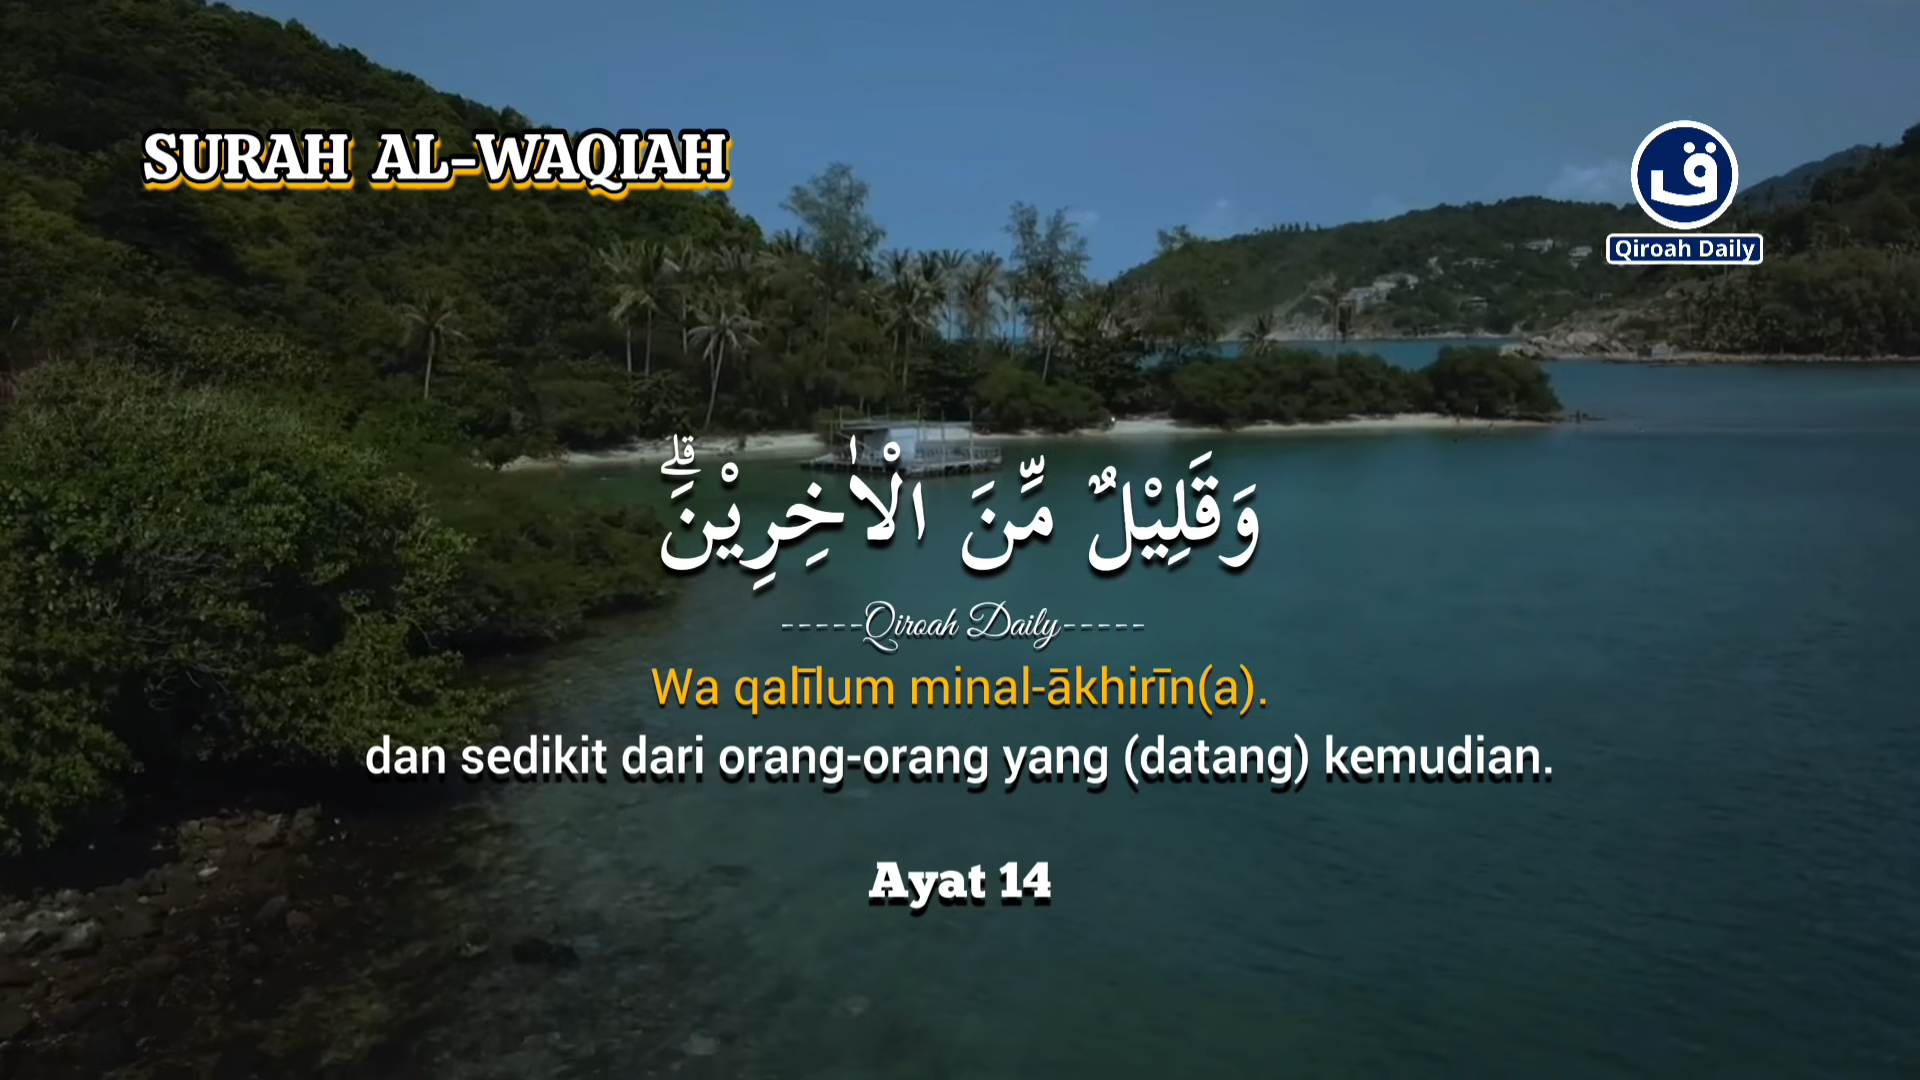 SURAH AL-WAQIAH
ق
Qiroah Daily
وَقَلِيْلٌ مِّنَ الْاٰخِرِيْنَۗ
-----Qiroah Daily-----
Wa qalīlum minal-ākhirīn(a).
dan sedikit dari orang-orang yang (datang) kemudian.
Ayat 14